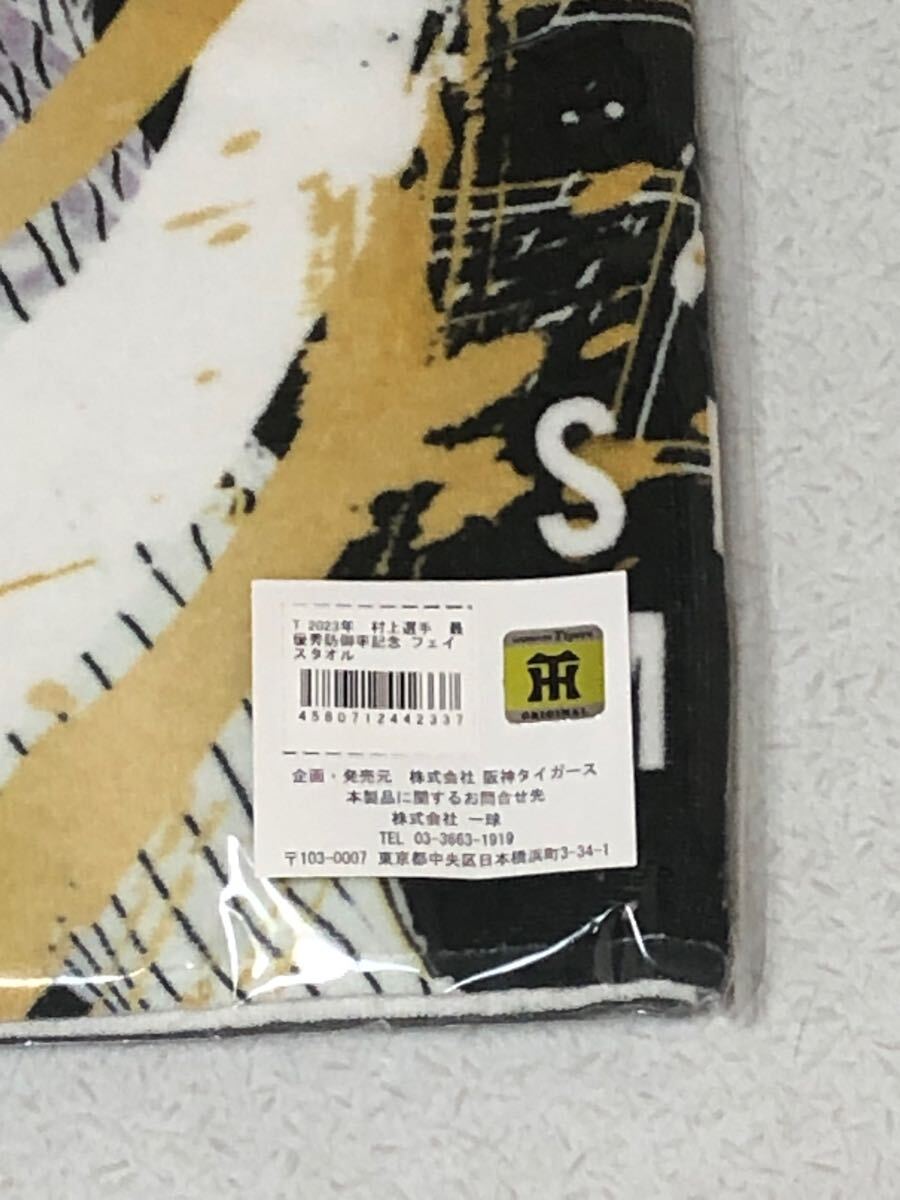 S
M
T 2023年 村上選手 最
優秀防御率記念 フェイ
スタオル
4580712442337
Tigers
ORIGINAL
企画・発売元 株式会社 阪神タイガース
本製品に関するお問合せ先
株式会社 一球
TEL 03-3663-1919
〒103-0007 東京都中央区日本橋浜町3-34-1